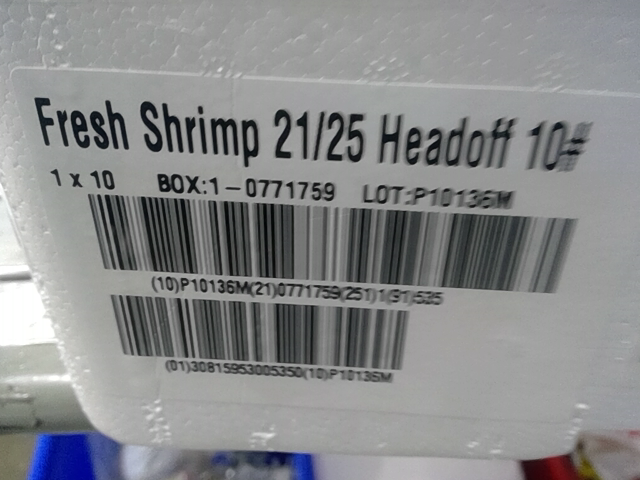 Fresh Shrimp 21/25 Headoff 10#
1 x 10 BOX:1-0771759 LOT:P10136M
(10)P10136M(21)0771759(251)1(91)535
(01)30815953005350(10)P10136M